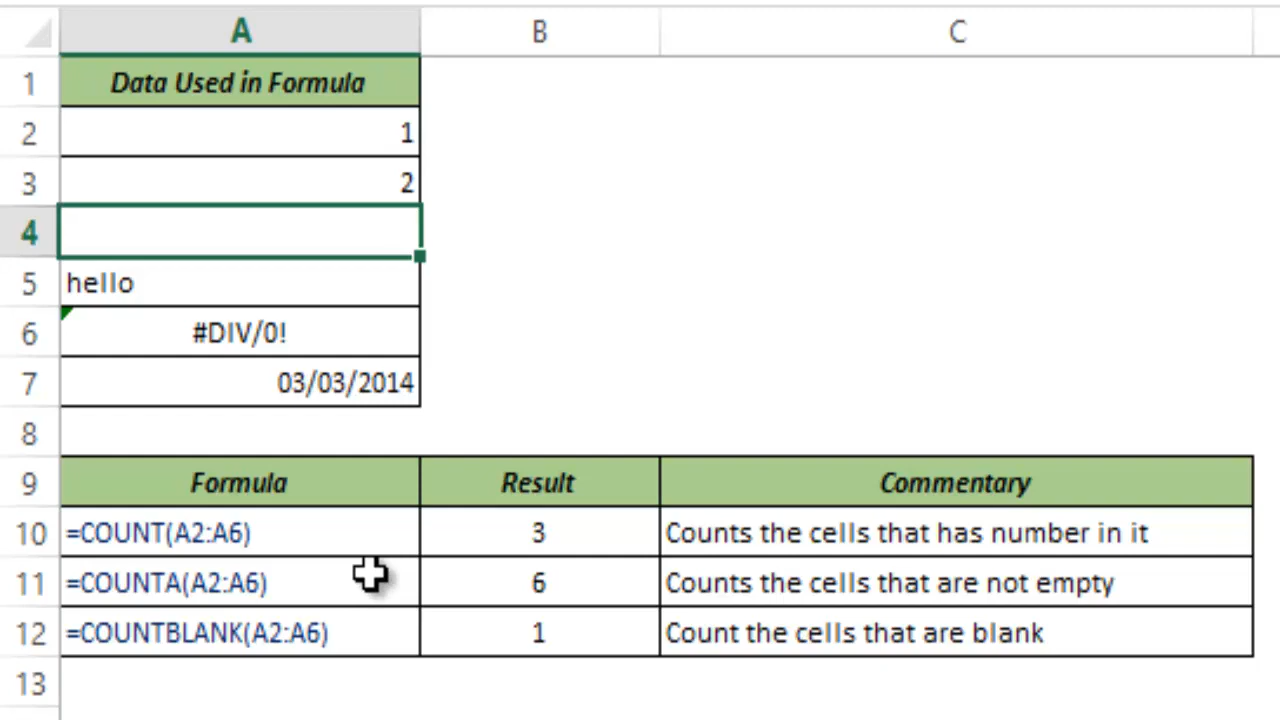 A B C
1 Data Used in Formula
2 1
3 2
4
5 hello
6 #DIV/0!
7 03/03/2014
8
9 Formula Result Commentary
10 =COUNT(A2:A6) 3 Counts the cells that has number in it
11 =COUNTA(A2:A6) 6 Counts the cells that are not empty
12 =COUNTBLANK(A2:A6) 1 Count the cells that are blank
13